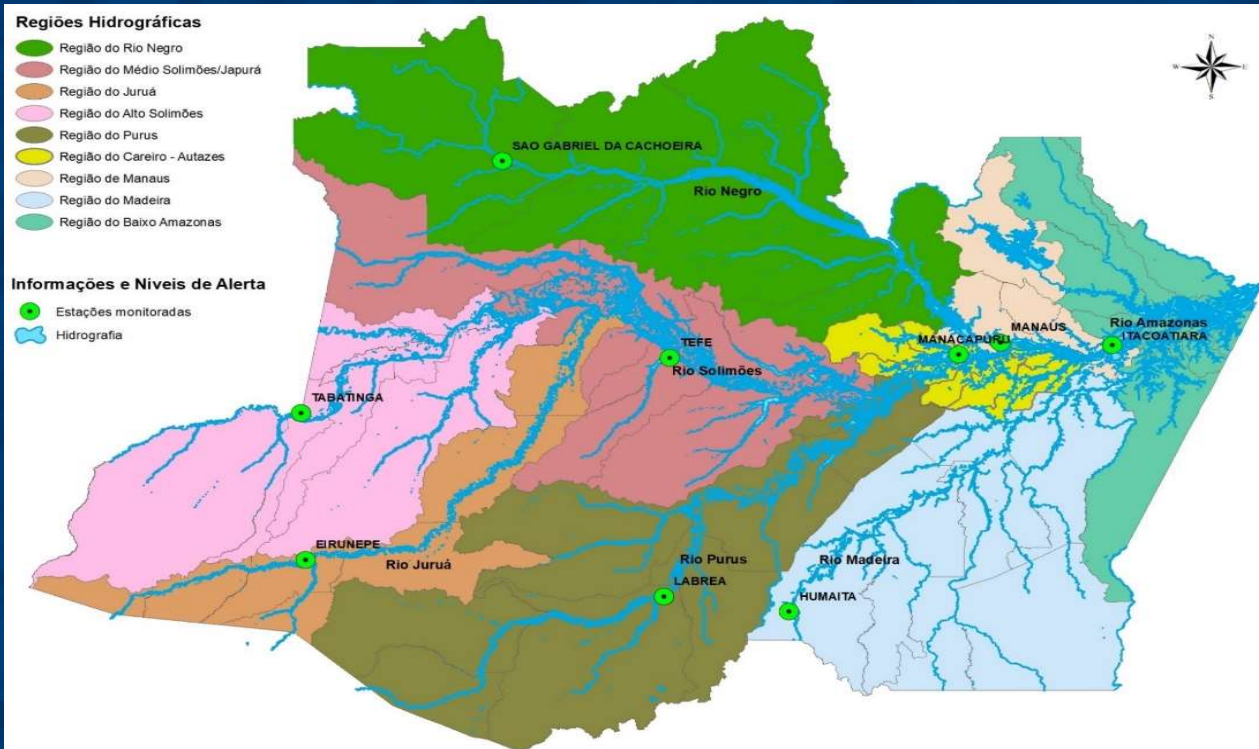 Regiões Hidrográficas
Região do Rio Negro
Região do Médio Solimões/Japurá
Região do Juruá
Região do Alto Solimões
Região do Purus
Região do Careiro - Autazes
Região de Manaus
Região do Madeira
Região do Baixo Amazonas
Informações e Niveis de Alerta
Estações monitoradas
Hidrografia
N
W E
S
SAO GABRIEL DA CACHOEIRA
Rio Negro
MANAUS
Rio Amazonas
ITACOATIARA
MANACAPURU
TEFE
Rio Solimões
TABATINGA
EIRUNEPE
Rio Juruá
Rio Purus
LABREA
Rio Madeira
HUMAITA